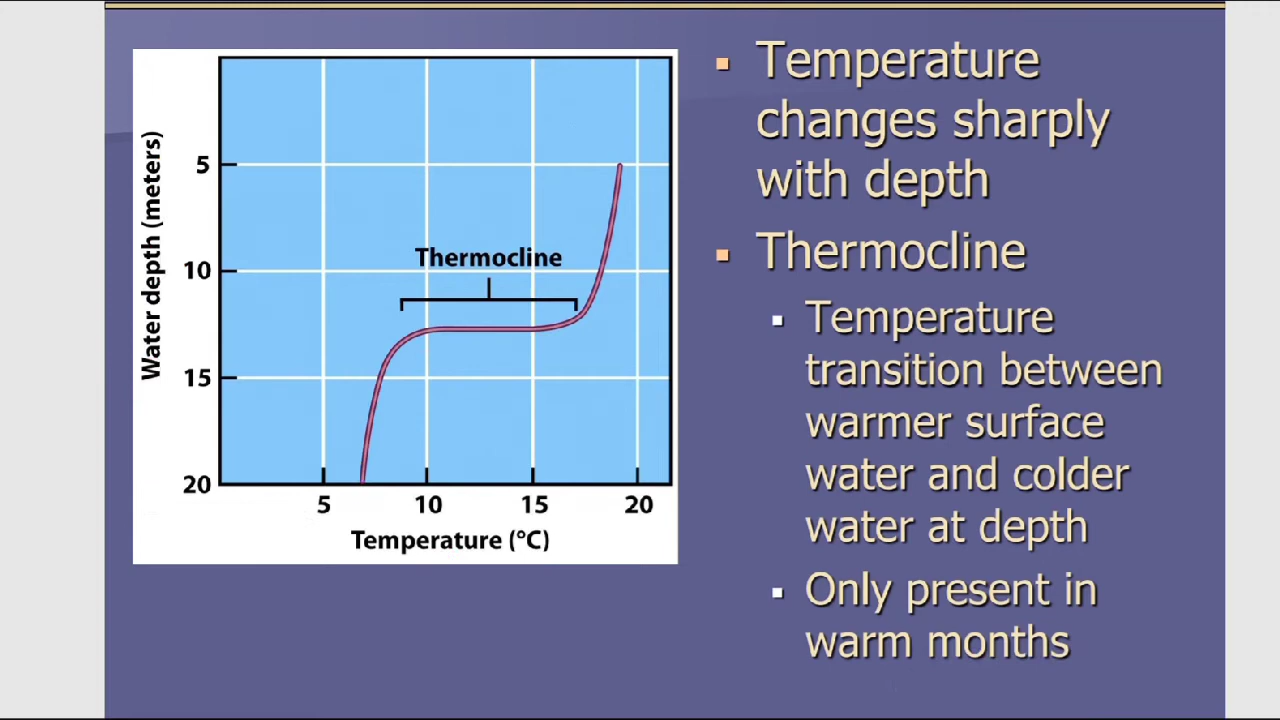 Temperature
changes sharply
with depth
Thermocline
Temperature
transition between
warmer surface
water and colder
water at depth
Only present in
warm months
Water depth (meters)
5
10
15
20
Thermocline
5 10 15 20
Temperature (°C)